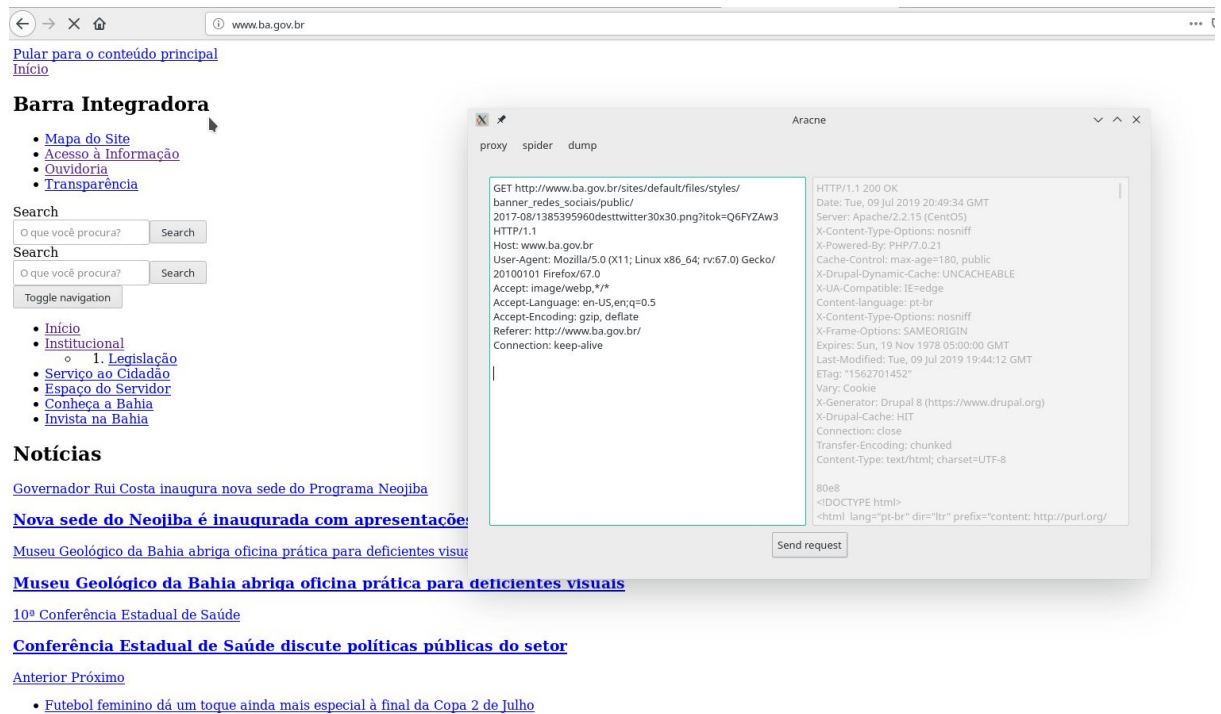 www.ba.gov.br
Pular para o conteúdo principal
Início
Barra Integradora
Mapa do Site
Acesso à Informação
Ouvidoria
Transparência
Search
O que você procura? Search
Search
O que você procura? Search
Toggle navigation
Início
Institucional
1. Legislação
Serviço ao Cidadão
Espaço do Servidor
Conheça a Bahia
Invista na Bahia
Notícias
Governador Rui Costa inaugura nova sede do Programa Neojiba
Nova sede do Neojiba é inaugurada com apresentações
Museu Geológico da Bahia abriga oficina prática para deficientes
Museu Geológico da Bahia abriga oficina prática para deficientes visuais
10ª Conferência Estadual de Saúde
Conferência Estadual de Saúde discute políticas públicas do setor
Anterior Próximo
Futebol feminino dá um toque ainda mais especial à final da Copa 2 de Julho
Aracne
proxy spider dump
GET http://www.ba.gov.br/sites/default/files/styles/
banner_redes_sociais/public/
2017-08/1385395960desttwitter30x30.png?itok=Q6FYZAw3
HTTP/1.1
Host: www.ba.gov.br
User-Agent: Mozilla/5.0 (X11; Linux x86_64; rv:67.0) Gecko/
20100101 Firefox/67.0
Accept: image/webp,*/*
Accept-Language: en-US,en;q=0.5
Accept-Encoding: gzip, deflate
Referer: http://www.ba.gov.br/
Connection: keep-alive
HTTP/1.1 200 OK
Date: Tue, 09 Jul 2019 20:49:34 GMT
Server: Apache/2.2.15 (CentOS)
X-Content-Type-Options: nosniff
X-Powered-By: PHP/7.0.21
Cache-Control: max-age=180, public
X-Drupal-Dynamic-Cache: UNCACHEABLE
X-UA-Compatible: IE=edge
Content-language: pt-br
X-Content-Type-Options: nosniff
X-Frame-Options: SAMEORIGIN
Expires: Sun, 19 Nov 1978 05:00:00 GMT
Last-Modified: Tue, 09 Jul 2019 19:44:12 GMT
ETag: "1562701452"
Vary: Cookie
X-Generator: Drupal 8 (https://www.drupal.org)
X-Drupal-Cache: HIT
Connection: close
Transfer-Encoding: chunked
Content-Type: text/html; charset=UTF-8
80e8
<!DOCTYPE html>
<html lang="pt-br" dir="ltr" prefix="content: http://purl.org/
Send request